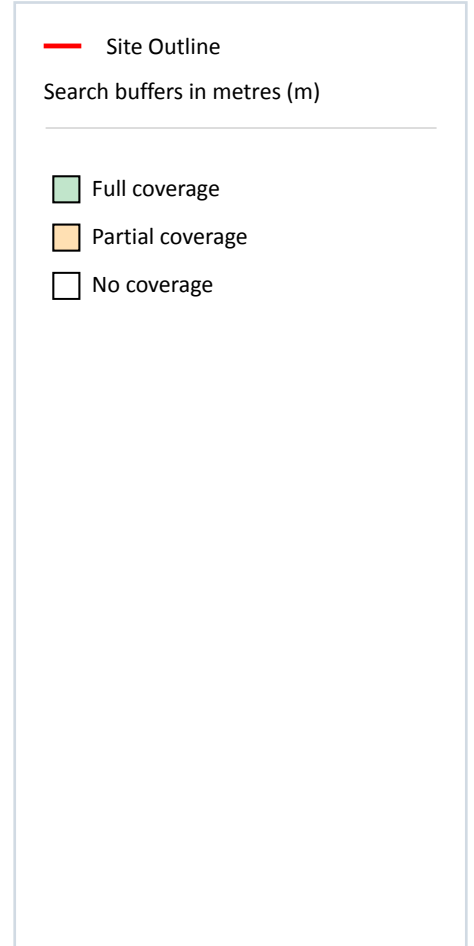 Site Outline
Search buffers in metres (m)
Full coverage
Partial coverage
No coverage